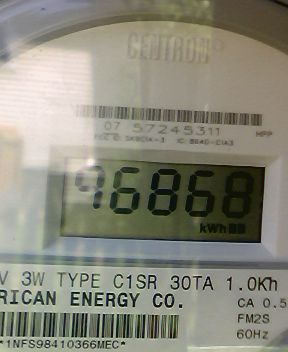 CENTRON
07 57245311 HPP
96868
kWh
V 3W TYPE C1SR 30TA 1.0Kh
RICAN ENERGY CO. CA 0.5
FM2S
*1NFS98410366MEC* 60Hz